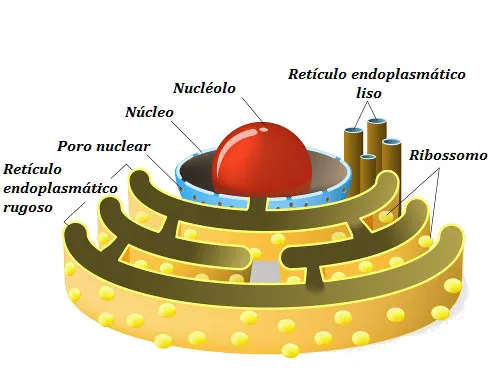 Nucléolo
Retículo endoplasmático
liso
Núcleo
Poro nuclear
Ribossomo
Retículo
endoplasmático
rugoso